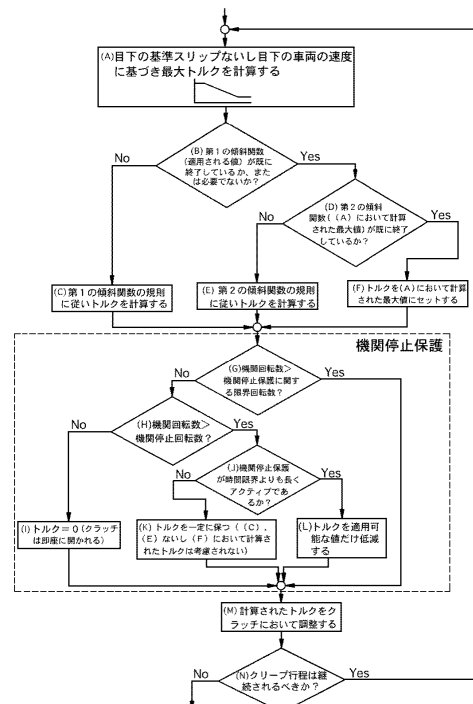 (A)目下の基準スリップないし目下の車両の速度
に基づき最大トルクを計算する
(B)第1の傾斜関数
(適用される値)が既に
終了しているか、また
は必要でないか?
No
Yes
(D)第2の傾斜
関数((A)において計算
された最大値)が既に終了
しているか?
No
Yes
(C)第1の傾斜関数の規則
に従いトルクを計算する
(E)第2の傾斜関数の規則
に従いトルクを計算する
(F)トルクを(A)において計算
された最大値にセットする
機関停止保護
(G)機関回転数>
機関停止保護に関す
る限界回転数?
No
Yes
(H)機関回転数>
機関停止回転数?
No
Yes
(J)機関停止保護
が時間限界よりも長く
アクティブであ
るか?
No
Yes
(I)トルク=0(クラッチ
は即座に開かれる)
(K)トルクを一定に保つ((C)、
(E)ないし(F)において計算さ
れたトルクは考慮されない)
(L)トルクを適用可
能な値だけ低減
する
(M)計算されたトルクをク
ラッチにおいて調整する
(N)クリープ行程は継
続されるべきか?
No
Yes